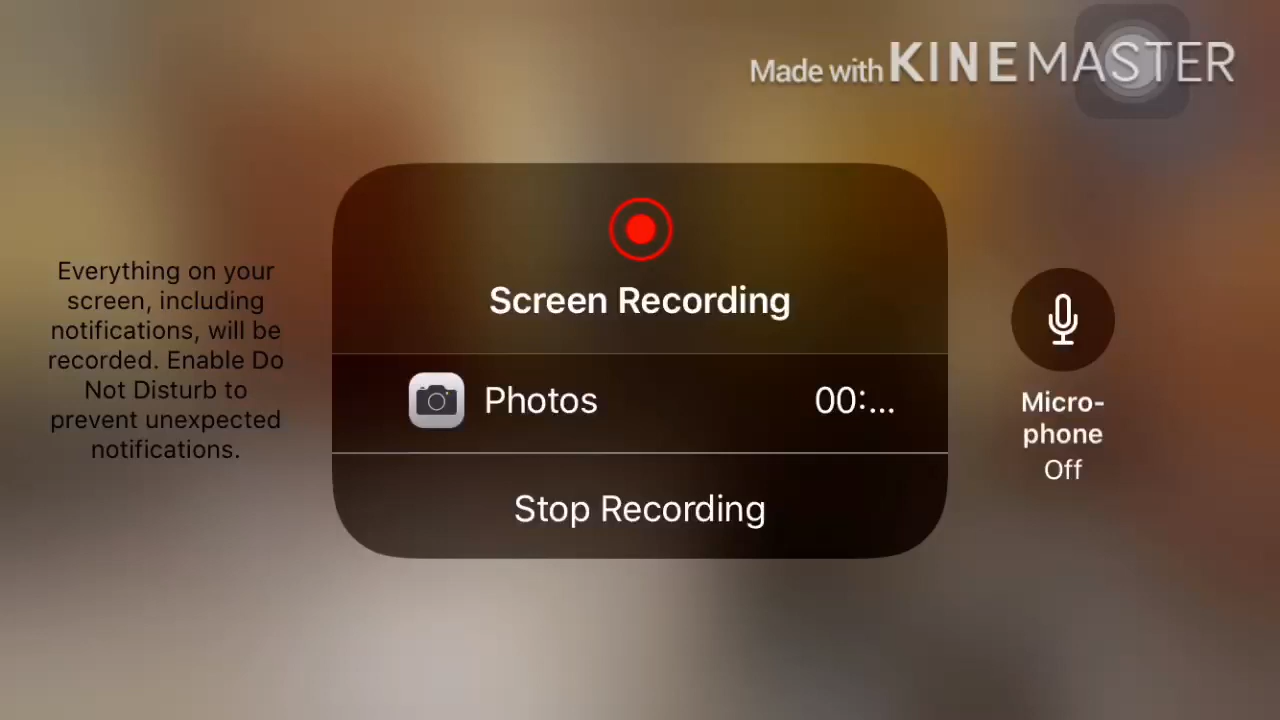 Made with KINEMASTER
Everything on your
screen, including
notifications, will be
recorded. Enable Do
Not Disturb to
prevent unexpected
notifications.
Screen Recording
Photos 00:...
Stop Recording
Micro-
phone
Off